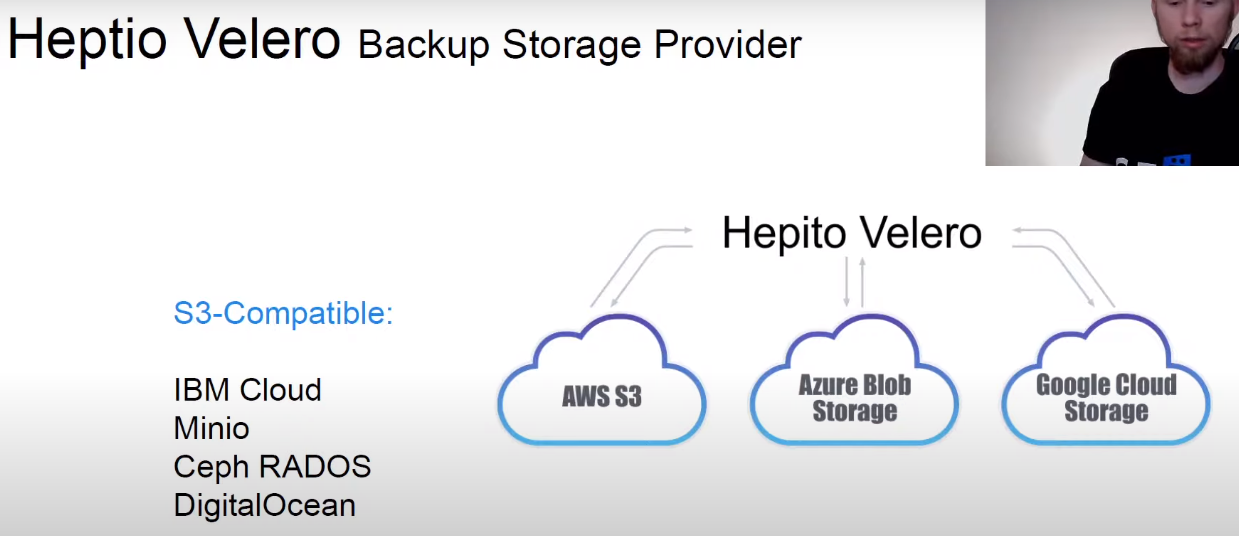 Heptio Velero Backup Storage Provider
Hepito Velero
S3-Compatible:
IBM Cloud
Minio
Ceph RADOS
DigitalOcean
AWS S3
Azure Blob
Storage
Google Cloud
Storage